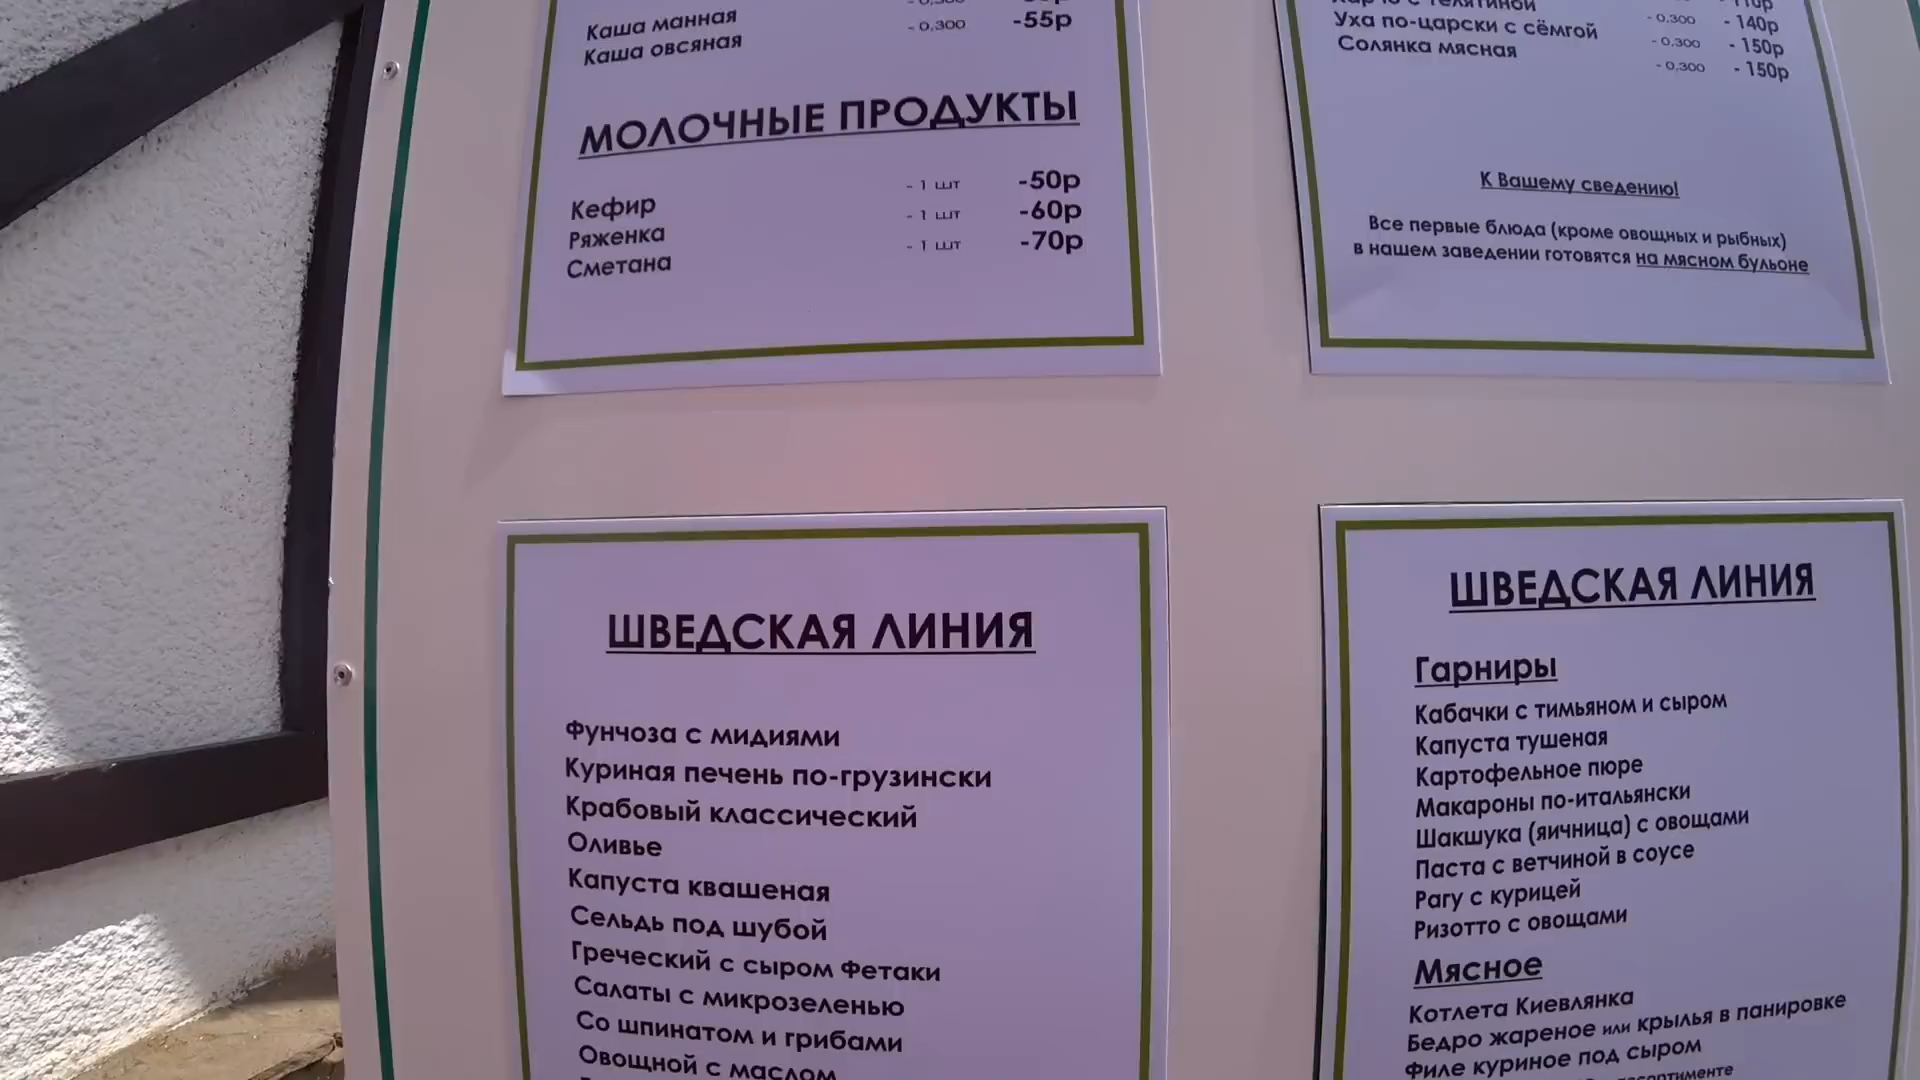 Каша манная
Каша овсяная
- 0,300 -55р
МОЛОЧНЫЕ ПРОДУКТЫ
Кефир - 1 шт -50р
Ряженка - 1 шт -60р
Сметана - 1 шт -70р
с телятиной
Уха по-царски с сёмгой - 0,300 - 140р
Солянка мясная - 0,300 - 150р
- 0,300 - 150р
К Вашему сведению!
Все первые блюда (кроме овощных и рыбных)
в нашем заведении готовятся на мясном бульоне
ШВЕДСКАЯ ЛИНИЯ
Фунчоза с мидиями
Куриная печень по-грузински
Крабовый классический
Оливье
Капуста квашеная
Сельдь под шубой
Греческий с сыром Фетаки
Салаты с микрозеленью
Со шпинатом и грибами
Овощной с маслом
ШВЕДСКАЯ ЛИНИЯ
Гарниры
Кабачки с тимьяном и сыром
Капуста тушеная
Картофельное пюре
Макароны по-итальянски
Шакшука (яичница) с овощами
Паста с ветчиной в соусе
Рагу с курицей
Ризотто с овощами
Мясное
Котлета Киевлянка
Бедро жареное или крылья в панировке
Филе куриное под сыром